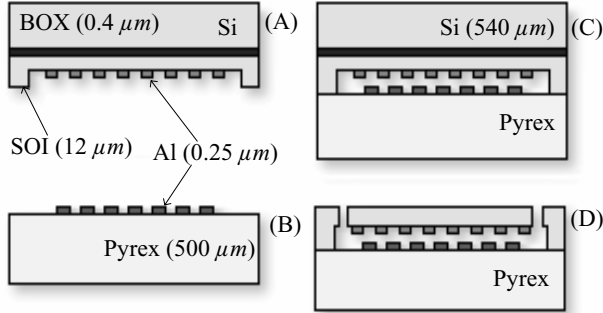 BOX (0.4 µm)
Si
(A)
SOI (12 µm)
Al (0.25 µm)
(B)
Pyrex (500 µm)
Si (540 µm)
(C)
Pyrex
(D)
Pyrex